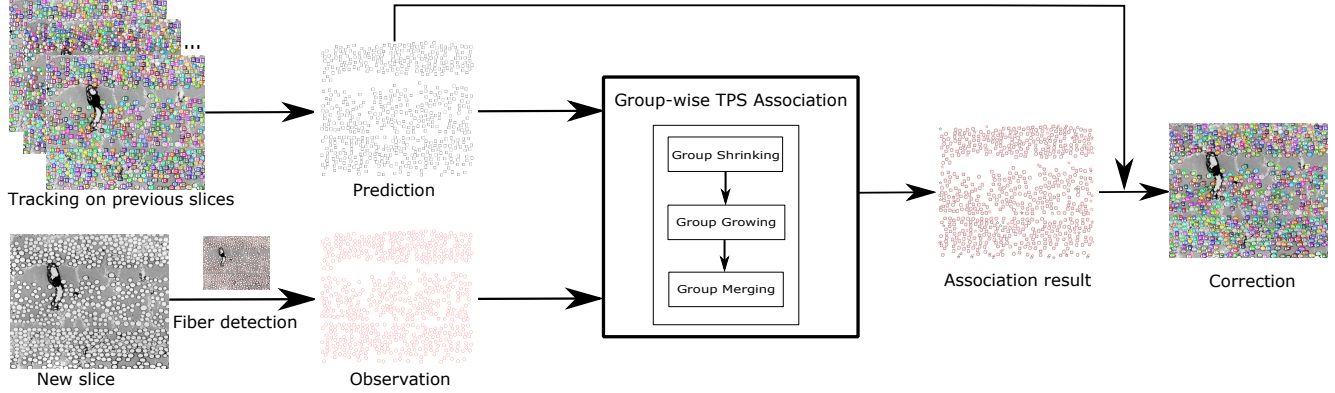 ...
Tracking on previous slices
Prediction
Group-wise TPS Association
Group Shrinking
Group Growing
Group Merging
Association result
Correction
Fiber detection
New slice
Observation